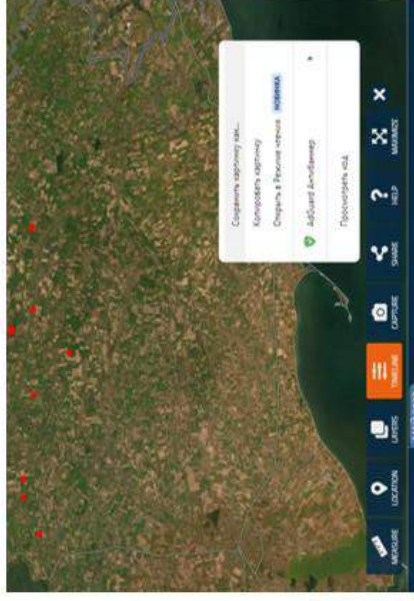 Сохранить картинку как...
Копировать картинку
Открыть в Режиме чтения НОВИНКА
AdGuard Антибаннер
Просмотреть код
MEASURE LOCATION LAYERS TIMELINE CAPTURE SHARE HELP MAXIMIZE